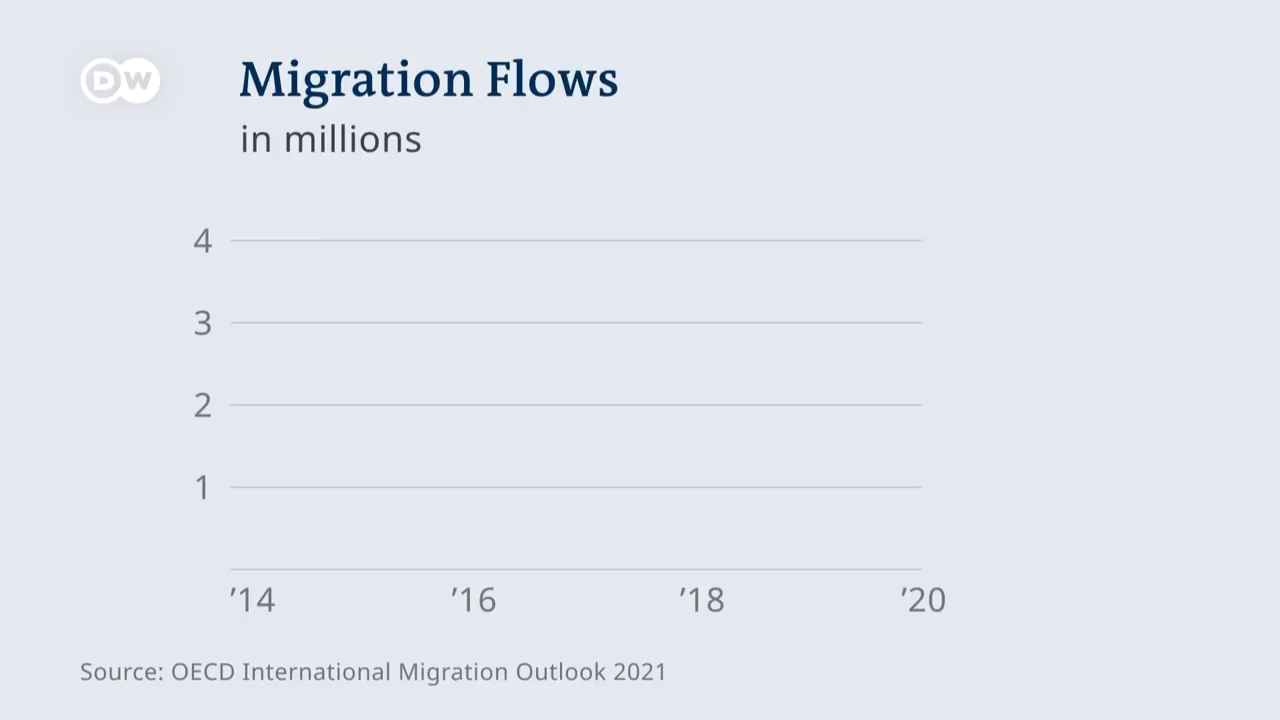 DW
Migration Flows
in millions
4
3
2
1
’14 ’16 ’18 ’20
Source: OECD International Migration Outlook 2021